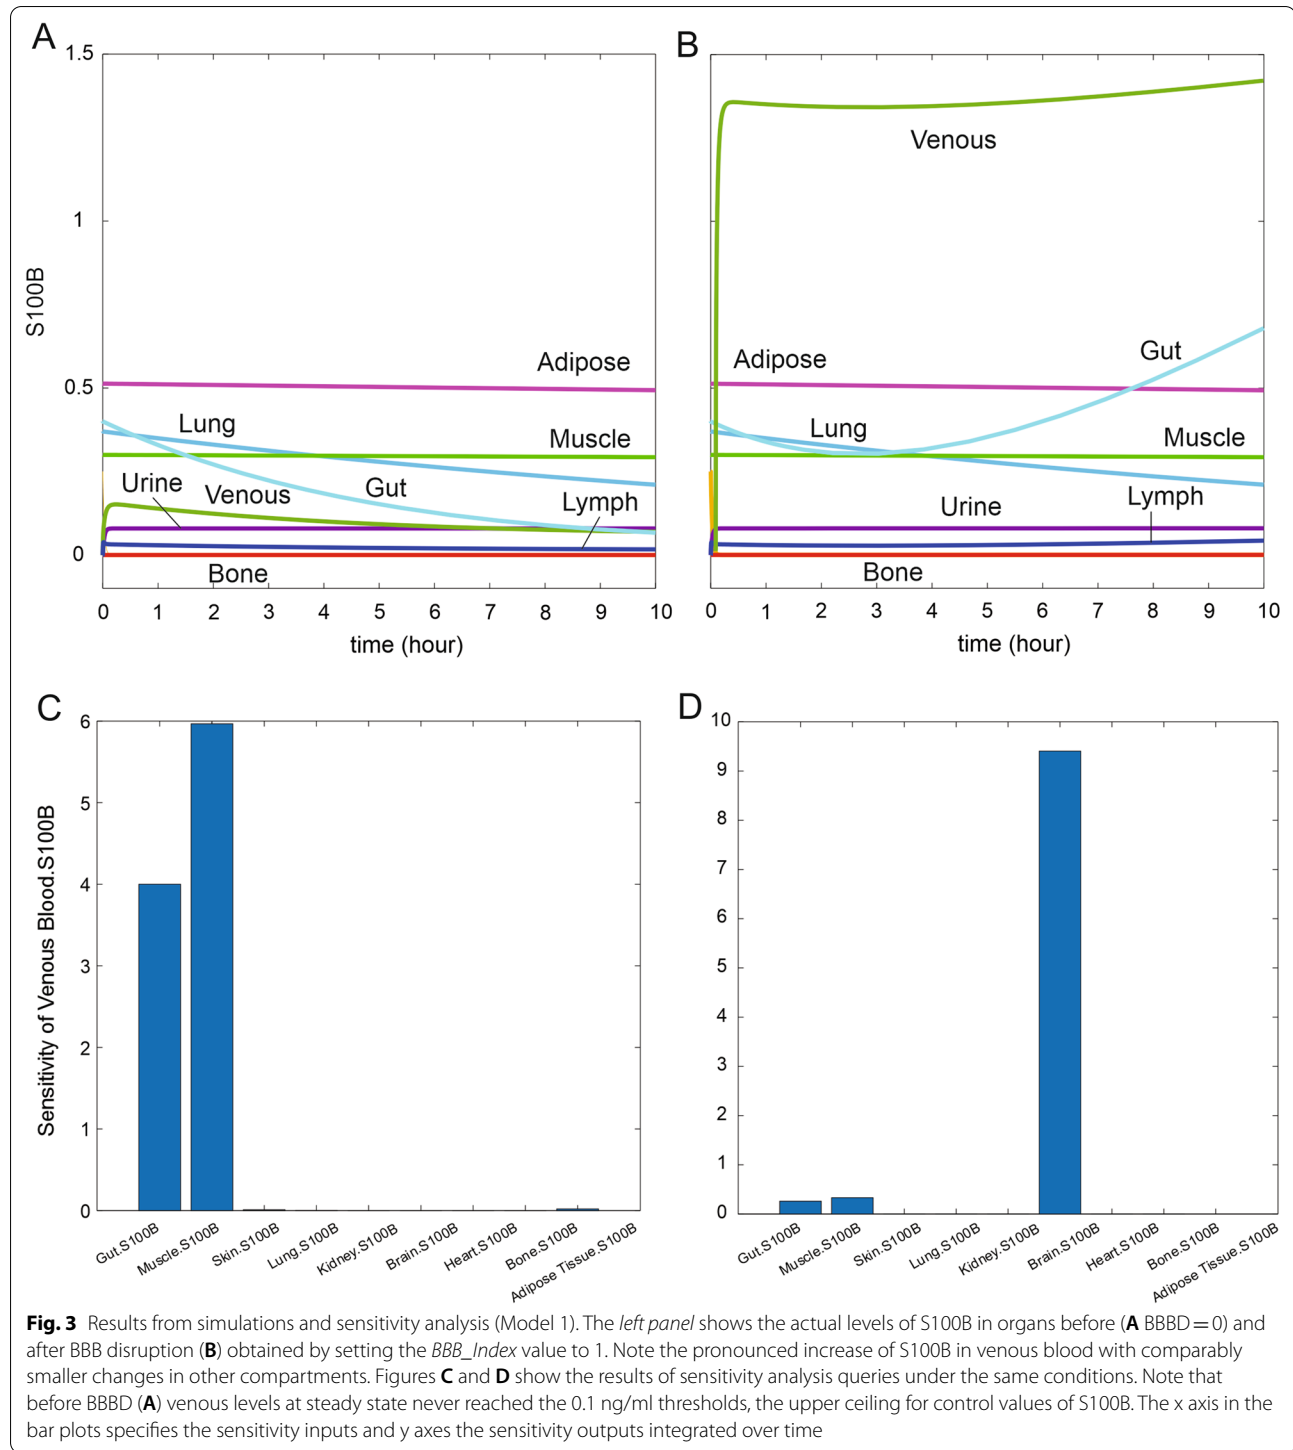 A
1.5
1
0.5
0
S100B
Adipose
Lung
Muscle
Urine
Venous
Gut
Lymph
Bone
0 1 2 3 4 5 6 7 8 9 10
time (hour)
B
Venous
Adipose
Gut
Lung
Muscle
Urine
Lymph
Bone
0 1 2 3 4 5 6 7 8 9 10
time (hour)
C
6
5
4
3
2
1
0
Sensitivity of Venous Blood.S100B
Gut.S100B
Muscle.S100B
Skin.S100B
Lung.S100B
Kidney.S100B
Brain.S100B
Heart.S100B
Bone.S100B
Adipose Tissue.S100B
D
10
9
8
7
6
5
4
3
2
1
0
Gut.S100B
Muscle.S100B
Skin.S100B
Lung.S100B
Kidney.S100B
Brain.S100B
Heart.S100B
Bone.S100B
Adipose Tissue.S100B
Fig. 3 Results from simulations and sensitivity analysis (Model 1). The left panel shows the actual levels of S100B in organs before (A BBBD = 0) and
after BBB disruption (B) obtained by setting the BBB_Index value to 1. Note the pronounced increase of S100B in venous blood with comparably
smaller changes in other compartments. Figures C and D show the results of sensitivity analysis queries under the same conditions. Note that
before BBBD (A) venous levels at steady state never reached the 0.1 ng/ml thresholds, the upper ceiling for control values of S100B. The x axis in the
bar plots specifies the sensitivity inputs and y axes the sensitivity outputs integrated over time